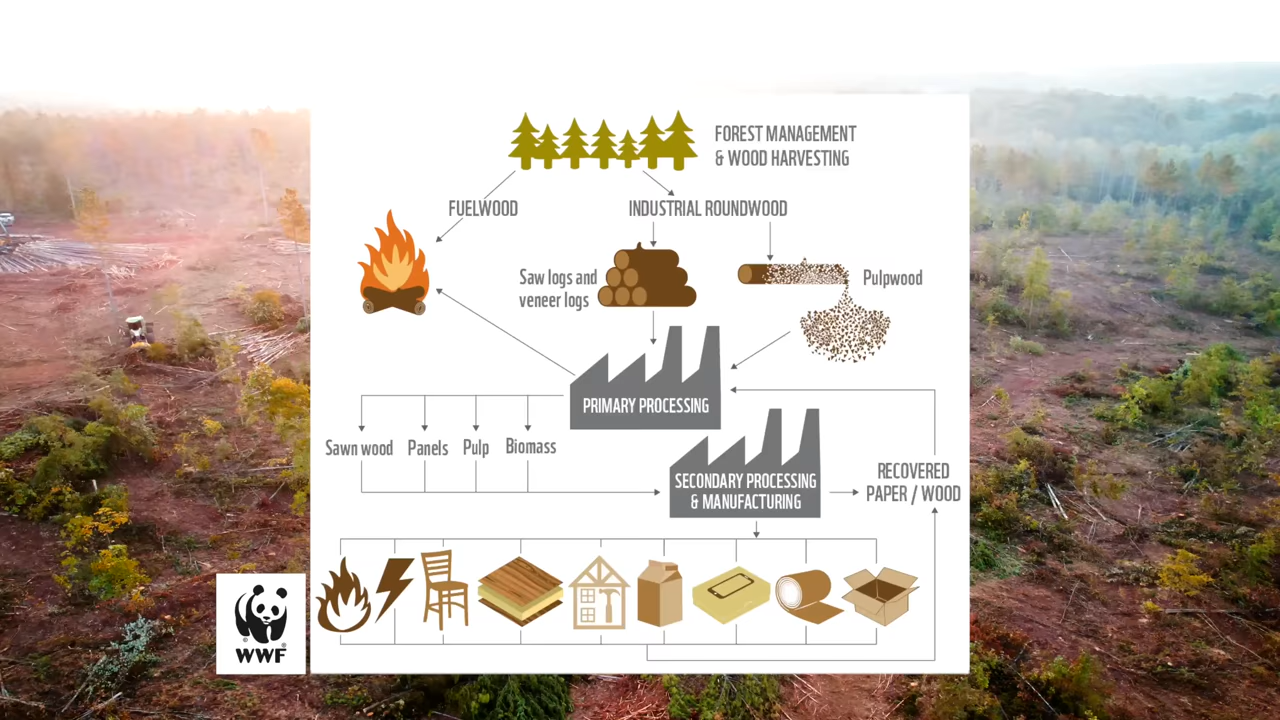 FOREST MANAGEMENT
& WOOD HARVESTING
FUELWOOD
INDUSTRIAL ROUNDWOOD
Saw logs and
veneer logs
Pulpwood
PRIMARY PROCESSING
Sawn wood
Panels
Pulp
Biomass
SECONDARY PROCESSING
& MANUFACTURING
RECOVERED
PAPER / WOOD
WWF